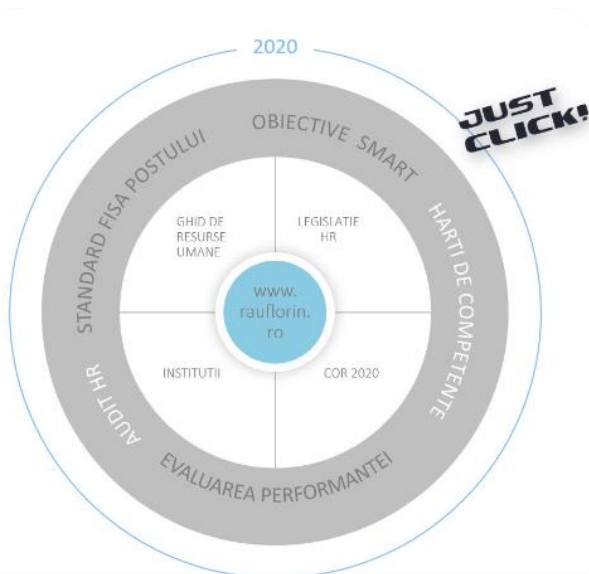 2020
JUST
CLICK!
STANDARD FISA POSTULUI
OBIECTIVE SMART
HARTI DE COMPETENTE
GHID DE
RESURSE
UMANE
LEGISLATIE
HR
www.
rauflorin.
ro
INSTITUTII
COR 2020
AUDIT HR
EVALUAREA PERFORMANTEI